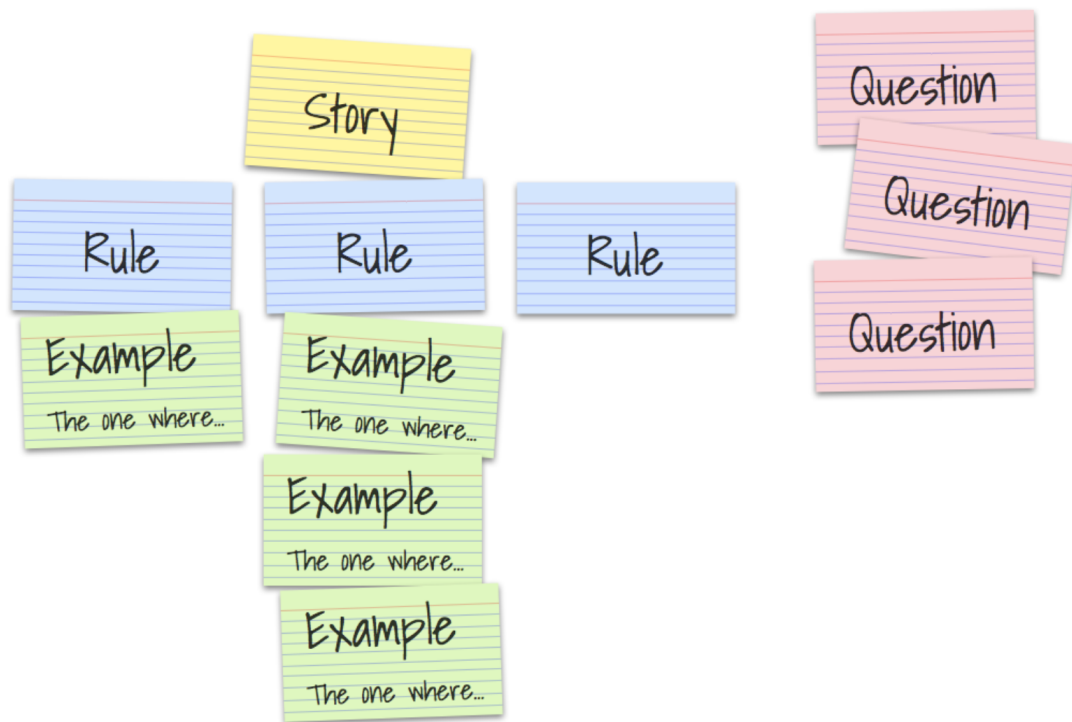 Story
Rule
Rule
Rule
Example
The one where...
Example
The one where...
Example
The one where...
Example
The one where...
Question
Question
Question